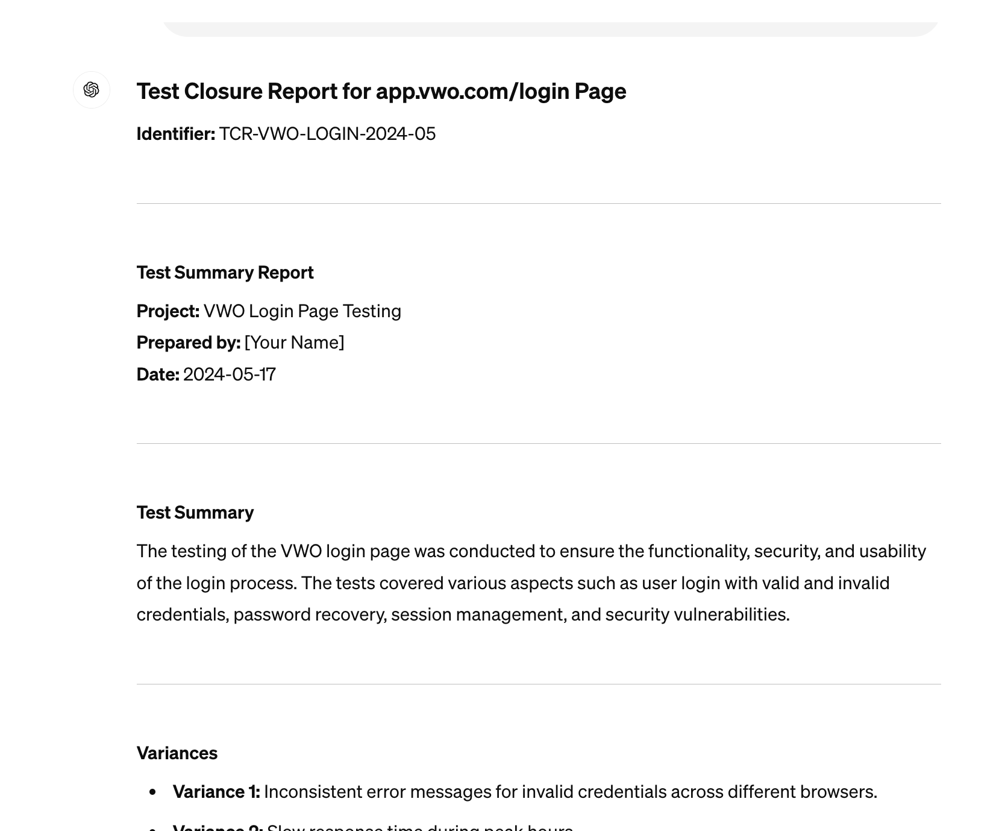 Test Closure Report for app.vwo.com/login Page
Identifier: TCR-VWO-LOGIN-2024-05
Test Summary Report
Project: VWO Login Page Testing
Prepared by: [Your Name]
Date: 2024-05-17
Test Summary
The testing of the VWO login page was conducted to ensure the functionality, security, and usability
of the login process. The tests covered various aspects such as user login with valid and invalid
credentials, password recovery, session management, and security vulnerabilities.
Variances
• Variance 1: Inconsistent error messages for invalid credentials across different browsers.
• Variance 2: Slow response time during peak hours.